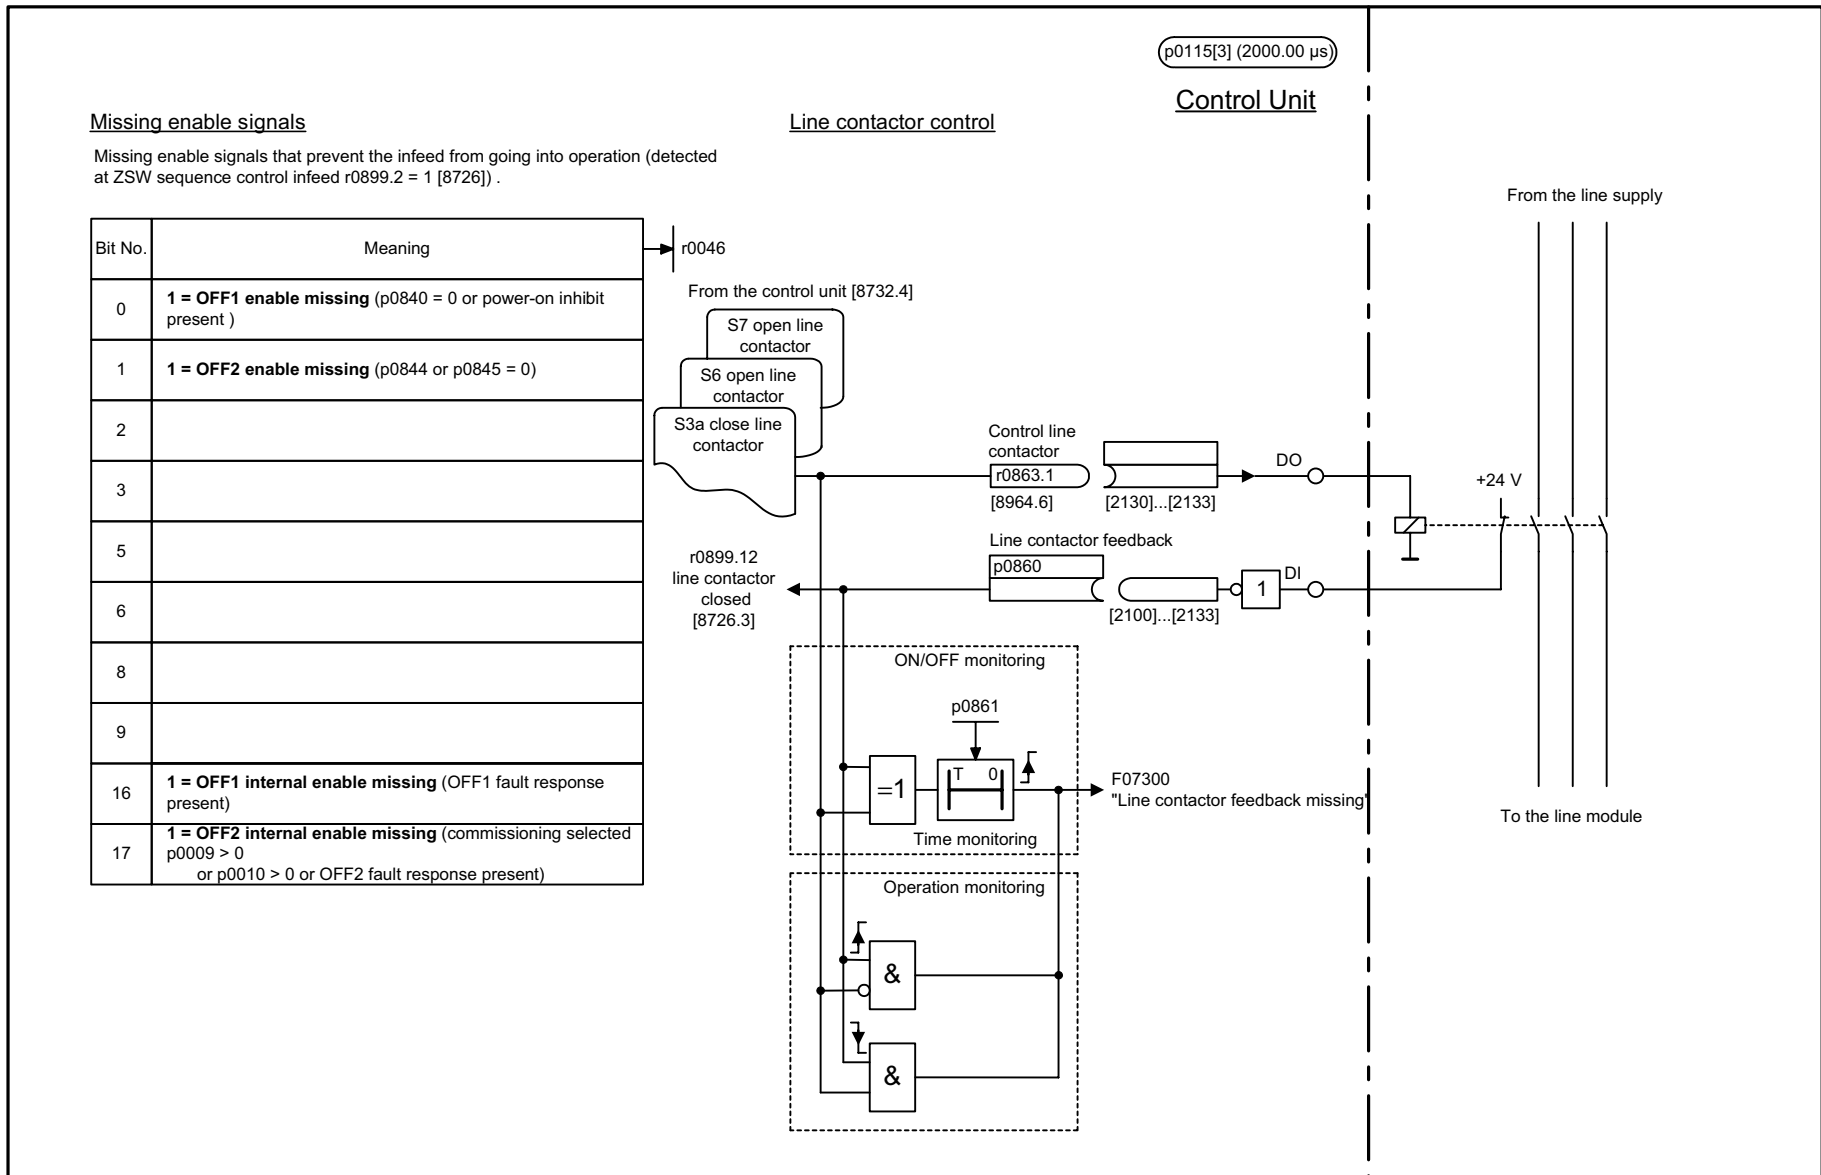 p0115[3] (2000.00 µs)
Control Unit
Missing enable signals
Missing enable signals that prevent the infeed from going into operation (detected
at ZSW sequence control infeed r0899.2 = 1 [8726]) .
Bit No.
Meaning
r0046
0
1 = OFF1 enable missing (p0840 = 0 or power-on inhibit
present )
1
1 = OFF2 enable missing (p0844 or p0845 = 0)
2
3
5
6
8
9
16
1 = OFF1 internal enable missing (OFF1 fault response
present)
17
1 = OFF2 internal enable missing (commissioning selected
p0009 > 0
or p0010 > 0 or OFF2 fault response present)
Line contactor control
From the control unit [8732.4]
S7 open line
contactor
S6 open line
contactor
S3a close line
contactor
Control line
contactor
r0863.1
[8964.6]
[2130]...[2133]
DO
r0899.12
line contactor
closed
[8726.3]
Line contactor feedback
p0860
[2100]...[2133]
1
DI
ON/OFF monitoring
p0861
=1
T 0
Time monitoring
F07300
"Line contactor feedback missing"
Operation monitoring
&
&
From the line supply
+24 V
To the line module